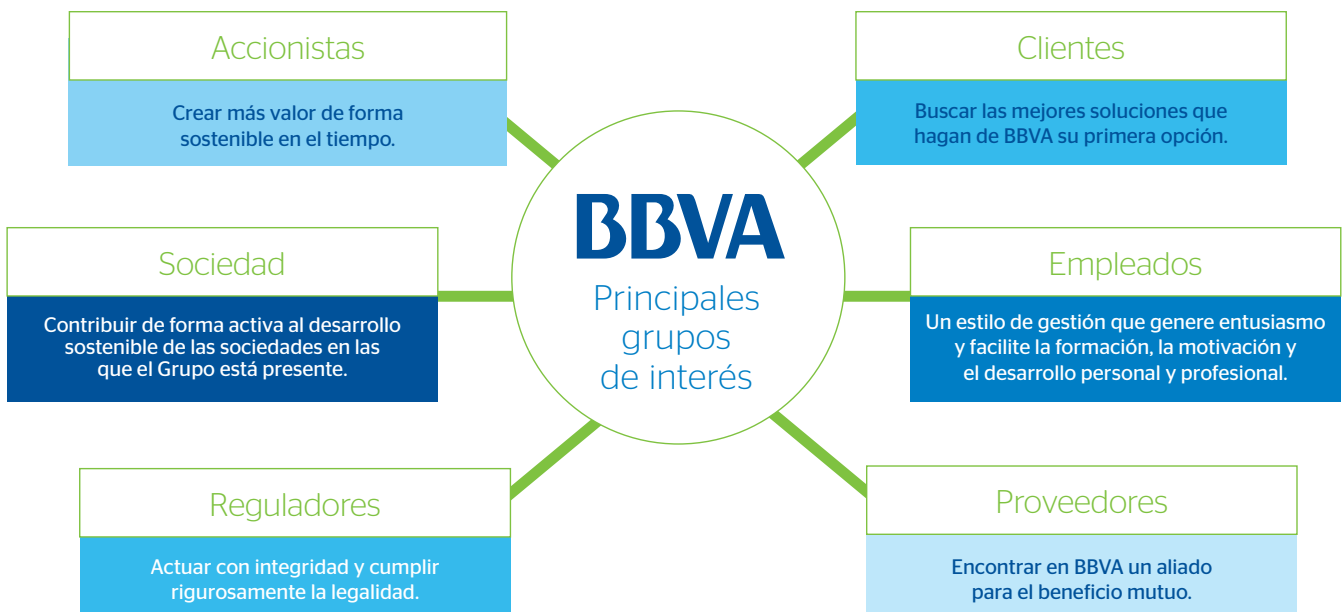 Accionistas
Crear más valor de forma
sostenible en el tiempo.
Clientes
Buscar las mejores soluciones que
hagan de BBVA su primera opción.
BBVA
Principales
grupos
de interés
Sociedad
Contribuir de forma activa al desarrollo
sostenible de las sociedades en las
que el Grupo está presente.
Empleados
Un estilo de gestión que genere entusiasmo
y facilite la formación, la motivación y
el desarrollo personal y profesional.
Reguladores
Actuar con integridad y cumplir
rigurosamente la legalidad.
Proveedores
Encontrar en BBVA un aliado
para el beneficio mutuo.